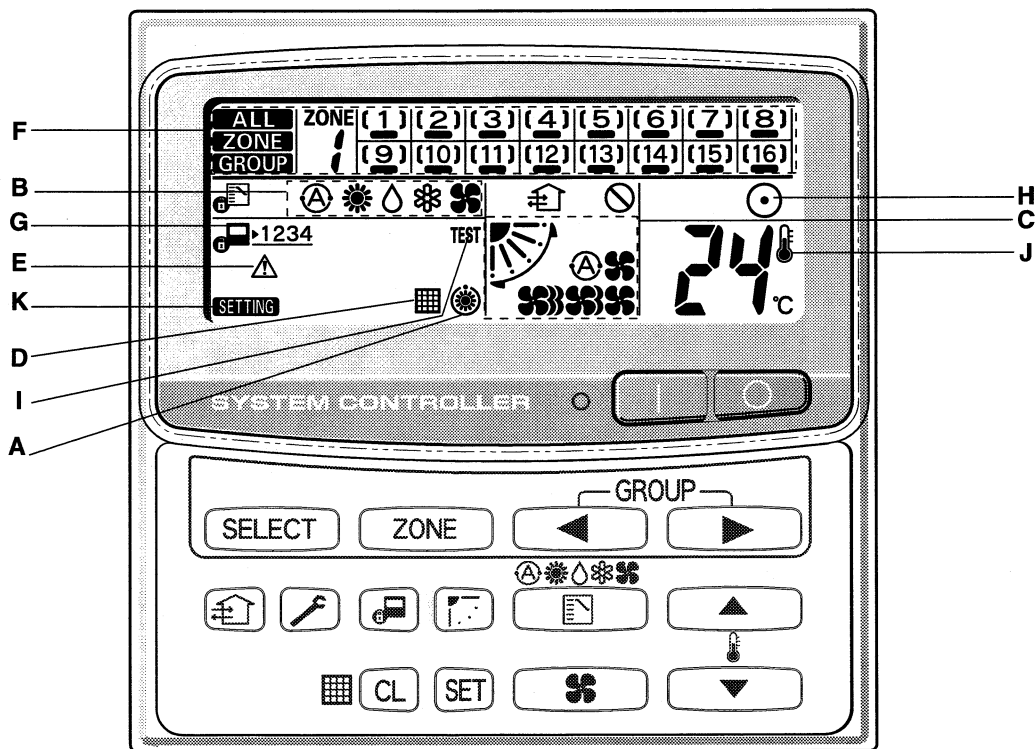 F
ALL
ZONE
GROUP
ZONE
1
(1) (2) (3) (4) (5) (6) (7) (8)
(9) (10) (11) (12) (13) (14) (15) (16)
B
A
H
G
1234
TEST
C
E
A
24
°C
J
K
SETTING
D
I
A
SYSTEM CONTROLLER
GROUP
SELECT
ZONE
A
CL
SET